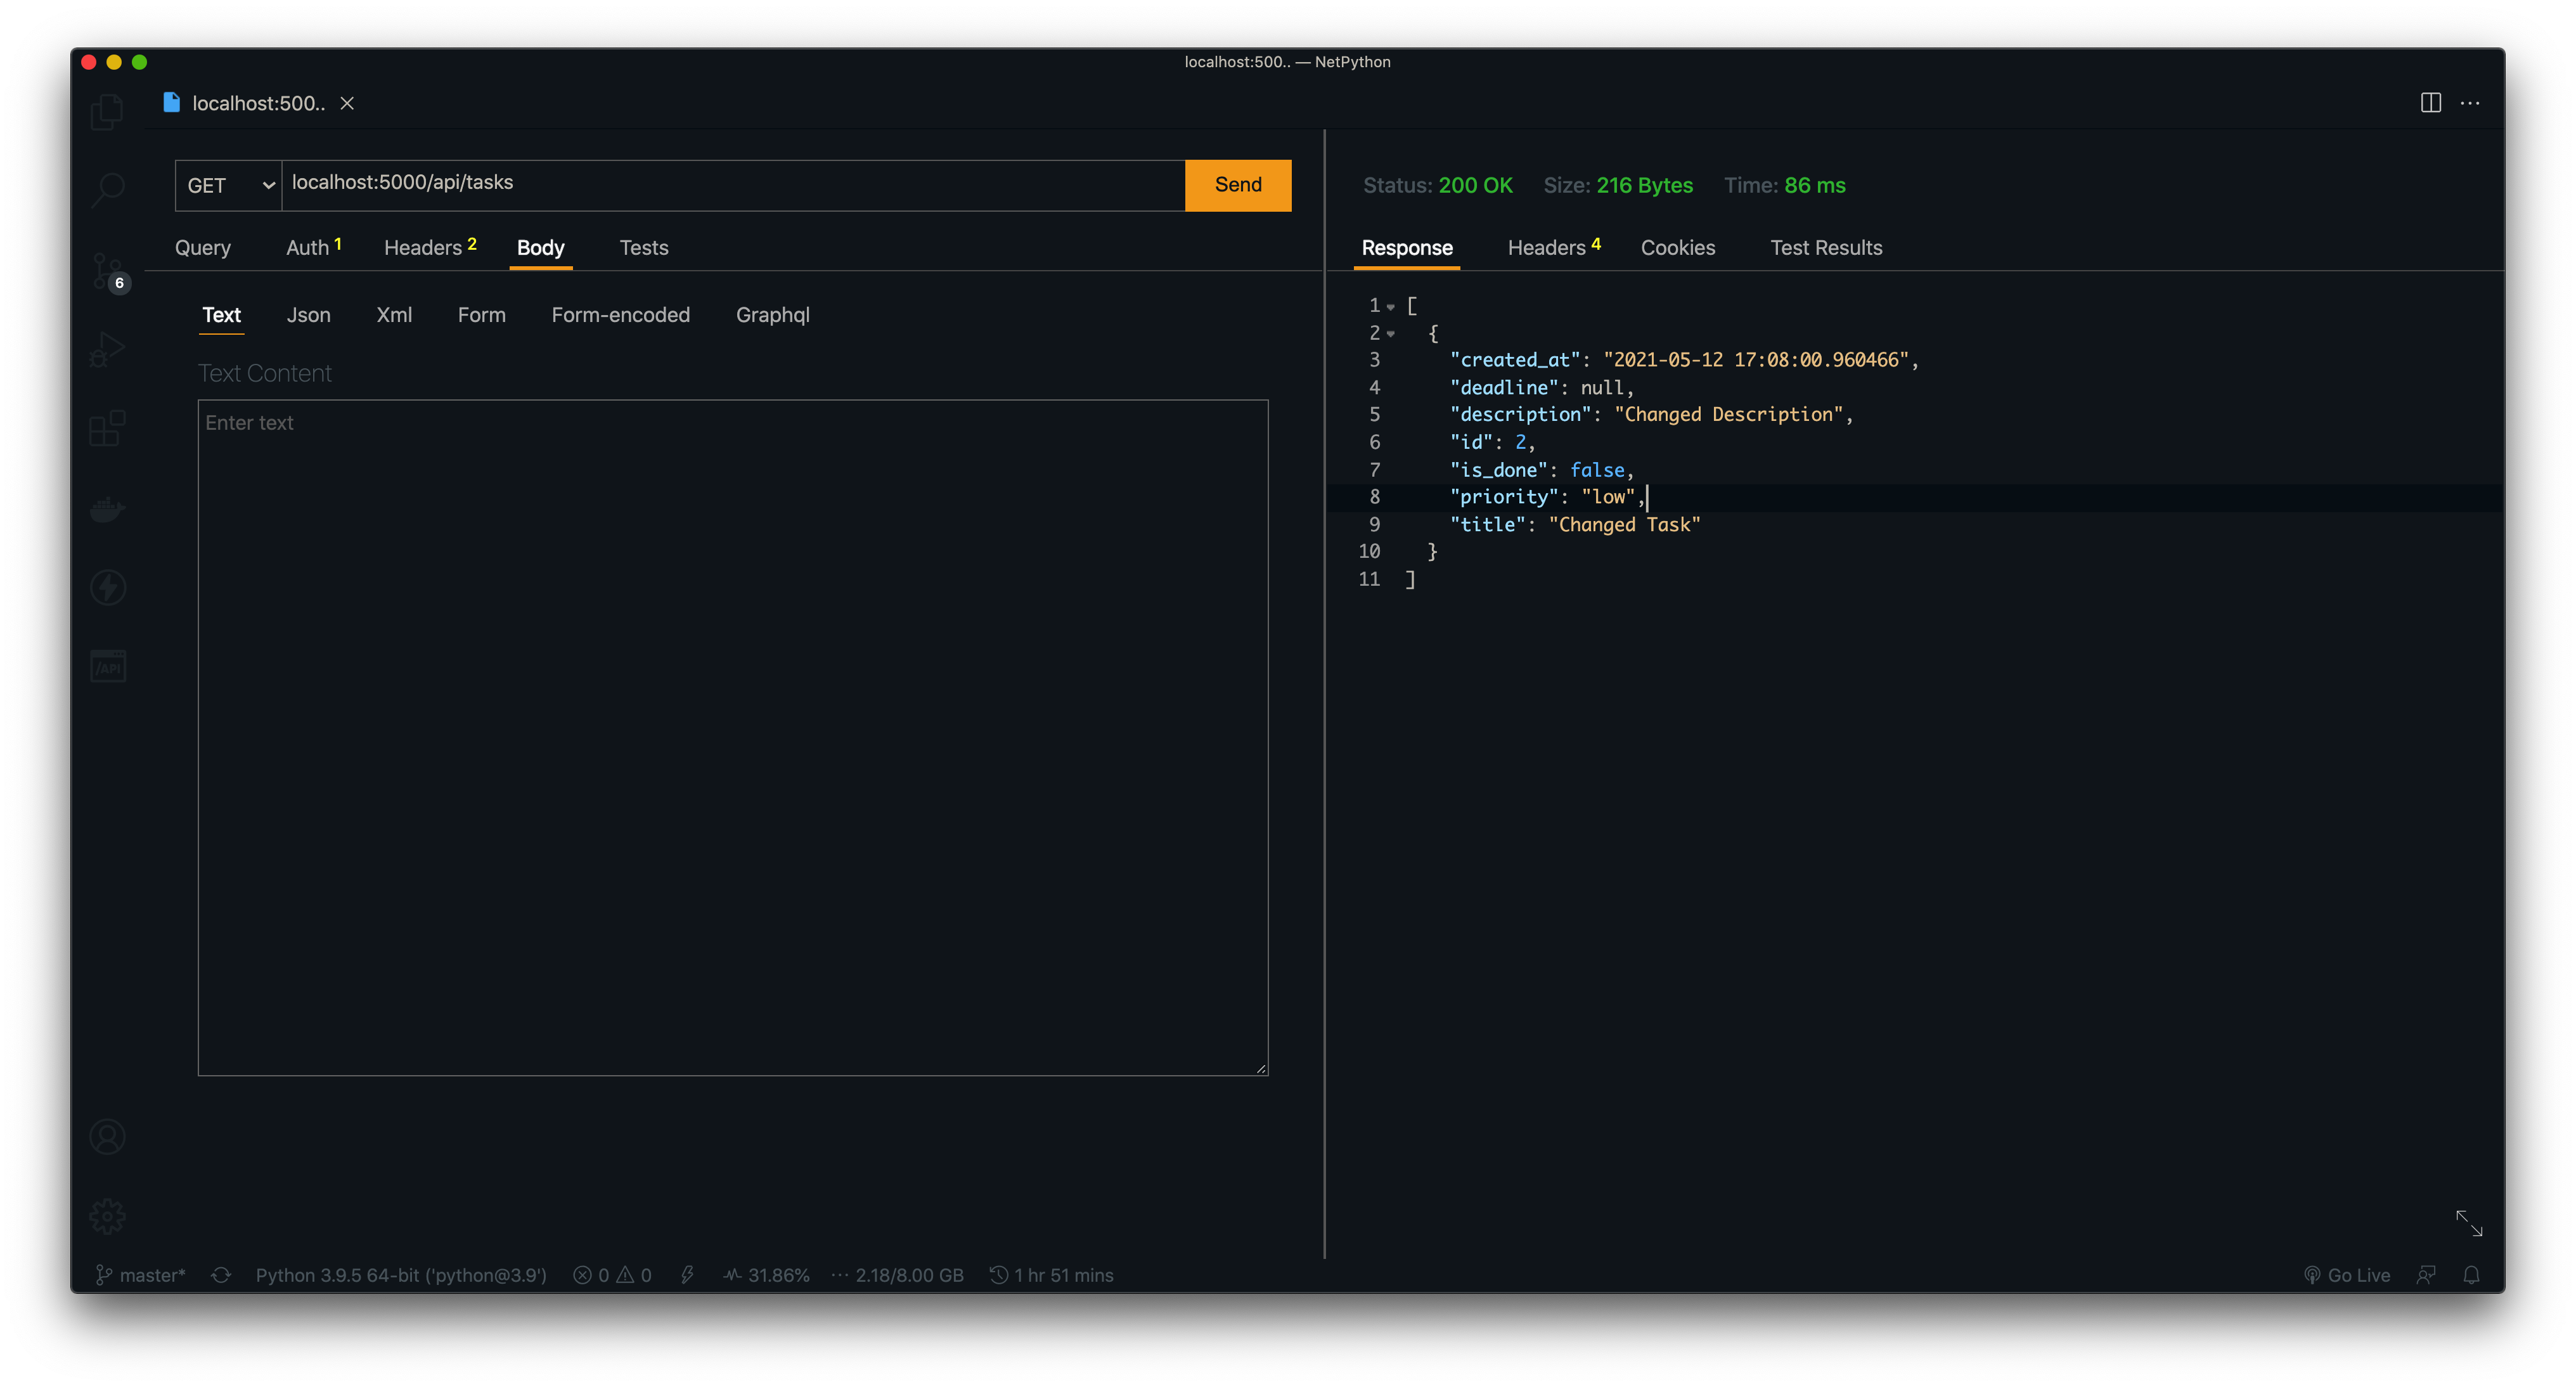 localhost:500.. — NetPython
localhost:500..
GET localhost:5000/api/tasks Send
Query Auth 1 Headers 2 Body Tests
Text Json Xml Form Form-encoded Graphql
Text Content
Enter text
6
/API
Status: 200 OK Size: 216 Bytes Time: 86 ms
Response Headers 4 Cookies Test Results
1 [
2 {
3 "created_at": "2021-05-12 17:08:00.960466",
4 "deadline": null,
5 "description": "Changed Description",
6 "id": 2,
7 "is_done": false,
8 "priority": "low",
9 "title": "Changed Task"
10 }
11 ]
master* Python 3.9.5 64-bit ('python@3.9') 0 0 31.86% ··· 2.18/8.00 GB 1 hr 51 mins Go Live